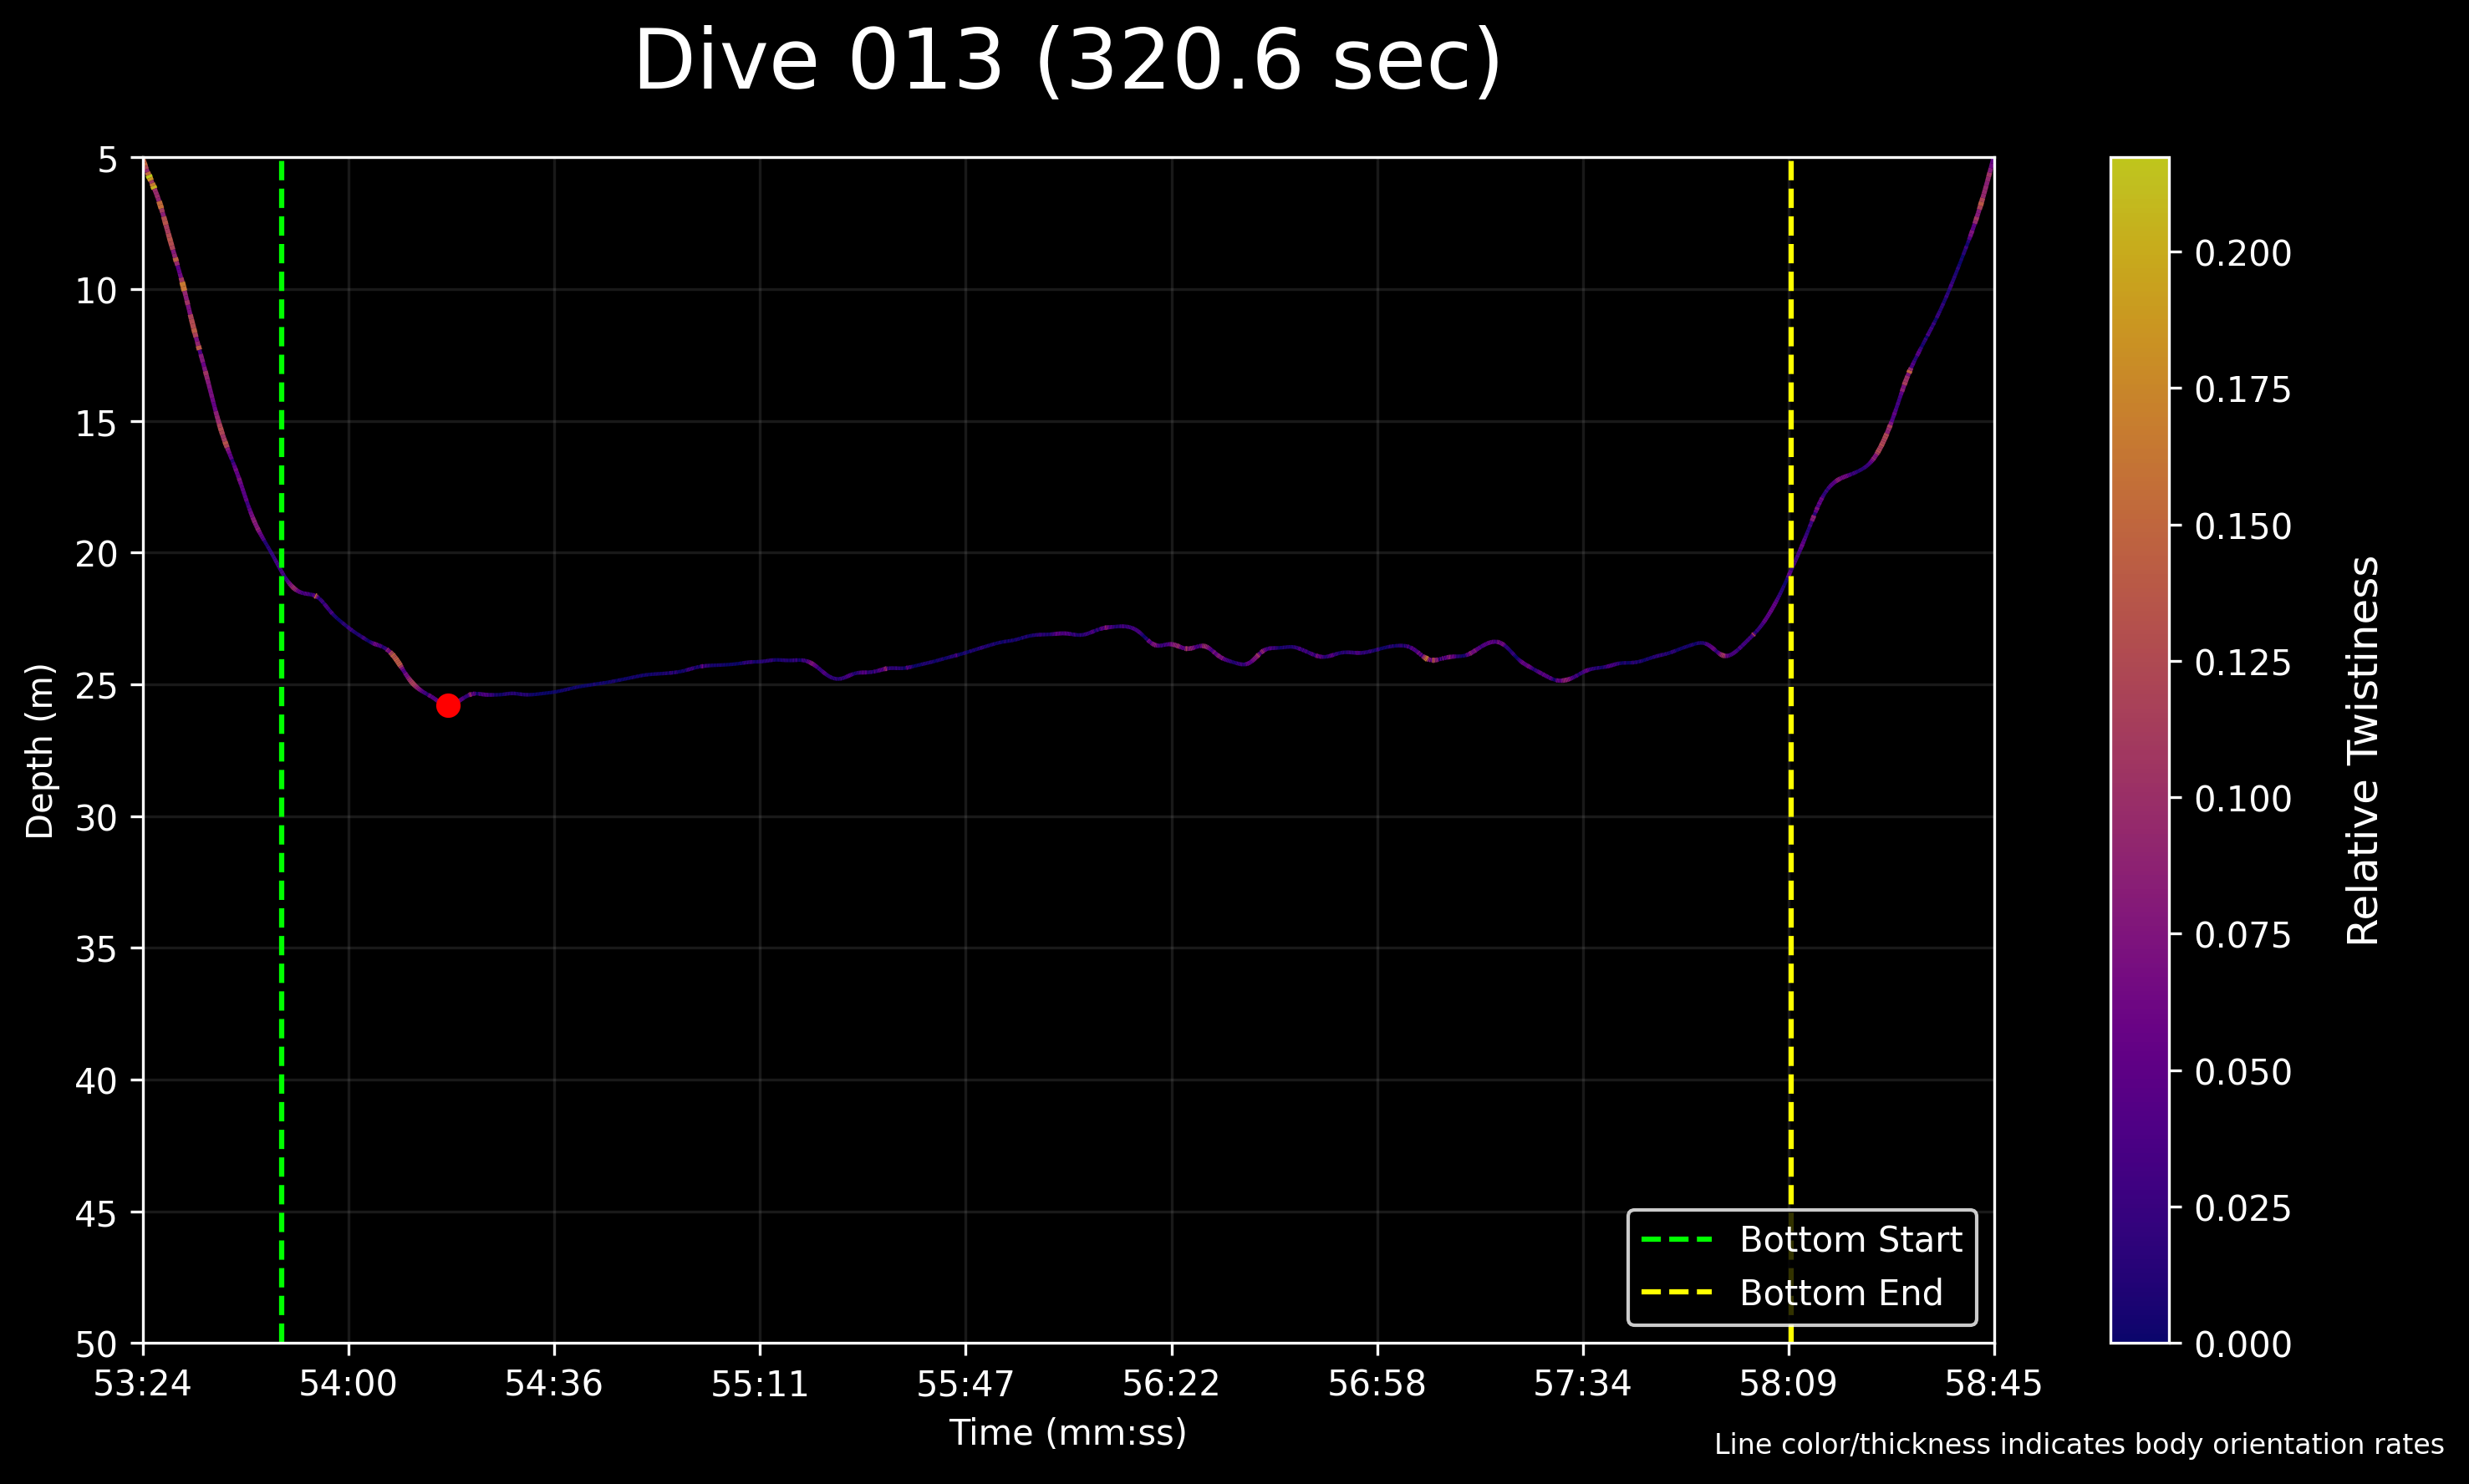 Dive 013 (320.6 sec)
5
10
15
20
25
30
35
40
45
50
Depth (m)
53:24 54:00 54:36 55:11 55:47 56:22 56:58 57:34 58:09 58:45
Time (mm:ss)
Bottom Start
Bottom End
0.200
0.175
0.150
0.125
0.100
0.075
0.050
0.025
0.000
Relative Twistiness
Line color/thickness indicates body orientation rates